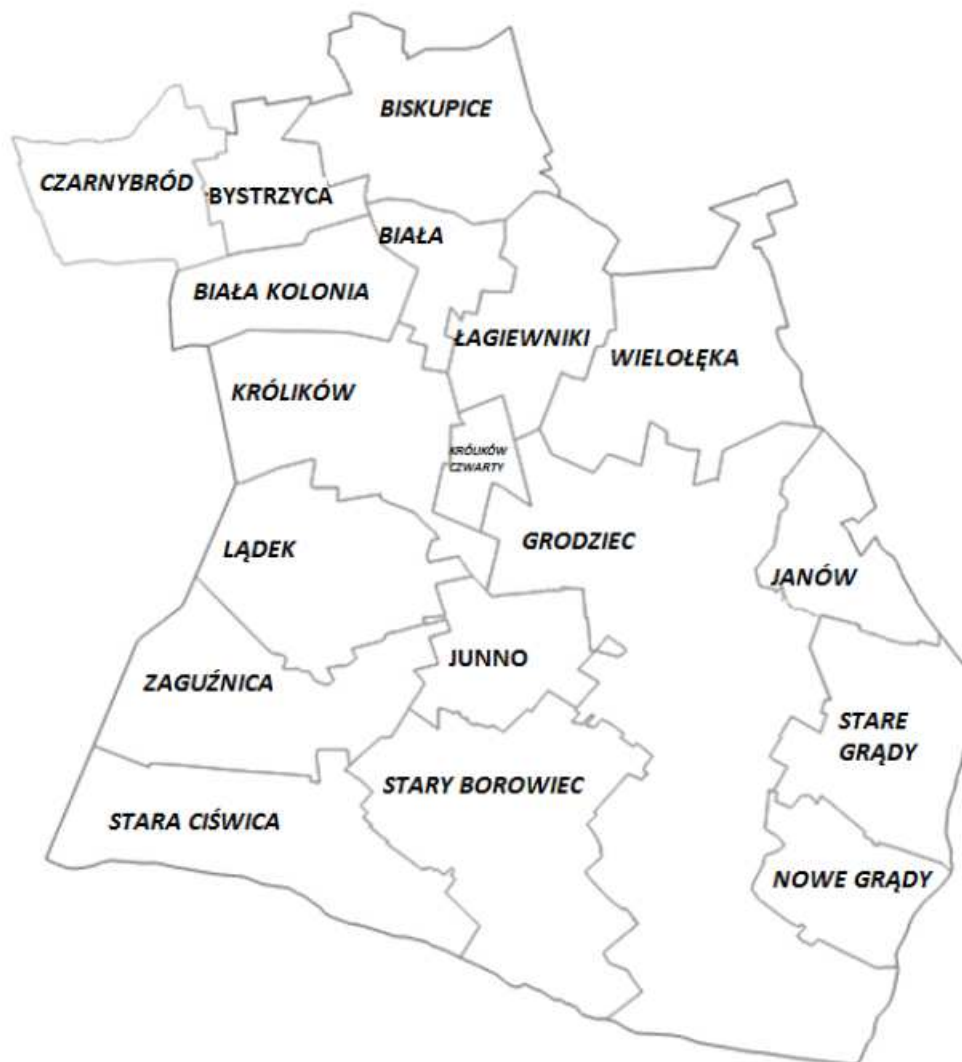 BISKUPICE
CZARNYBRÓD
BYSTRZYCA
BIAŁA
BIAŁA KOLONIA
ŁAGIEWNIKI
WIELOŁĘKA
KRÓLIKÓW
KRÓLIKÓW
CZWARTY
GRODZIEC
LĄDEK
JANÓW
JUNNO
ZAGUŹNICA
STARE
GRĄDY
STARY BOROWIEC
STARA CIŚWICA
NOWE GRĄDY